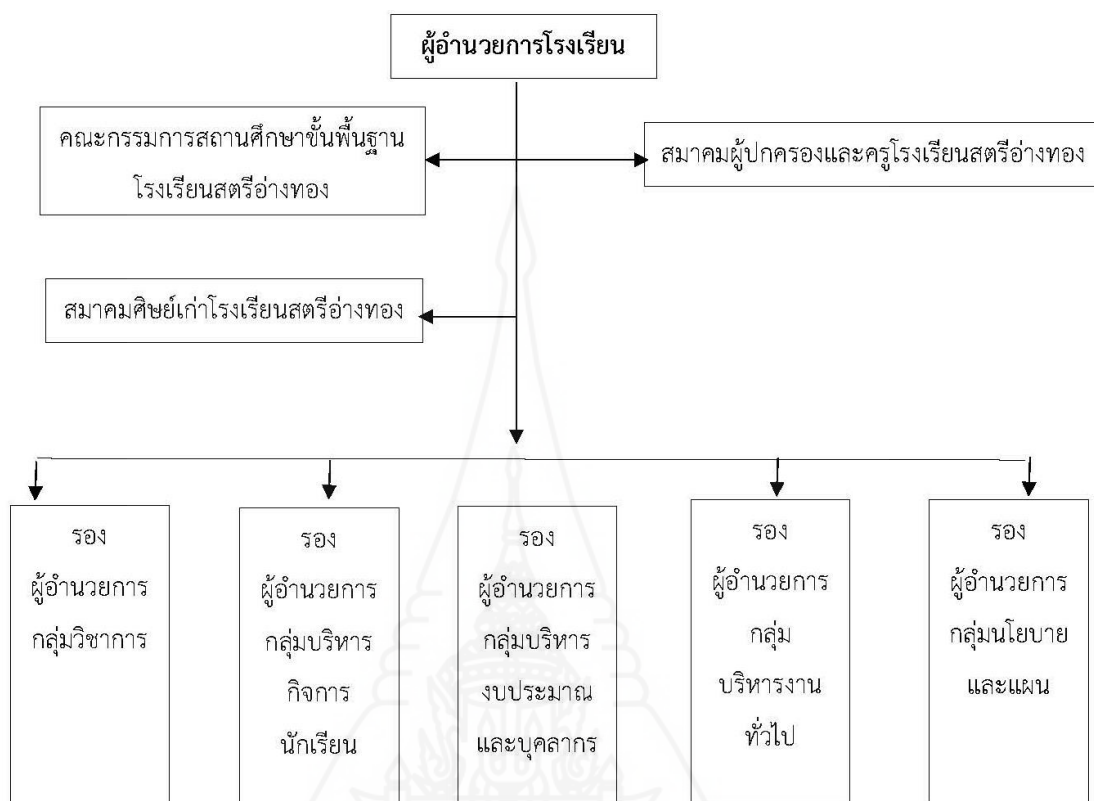 ผู้อำนวยการโรงเรียน
คณะกรรมการสถานศึกษาขั้นพื้นฐาน
โรงเรียนสตรีอ่างทอง
สมาคมผู้ปกครองและครูโรงเรียนสตรีอ่างทอง
สมาคมศิษย์เก่าโรงเรียนสตรีอ่างทอง
รอง
ผู้อำนวยการ
กลุ่มวิชาการ
รอง
ผู้อำนวยการ
กลุ่มบริหาร
กิจการ
นักเรียน
รอง
ผู้อำนวยการ
กลุ่มบริหาร
งบประมาณ
และบุคลากร
รอง
ผู้อำนวยการ
กลุ่ม
บริหารงาน
ทั่วไป
รอง
ผู้อำนวยการ
กลุ่มนโยบาย
และแผน